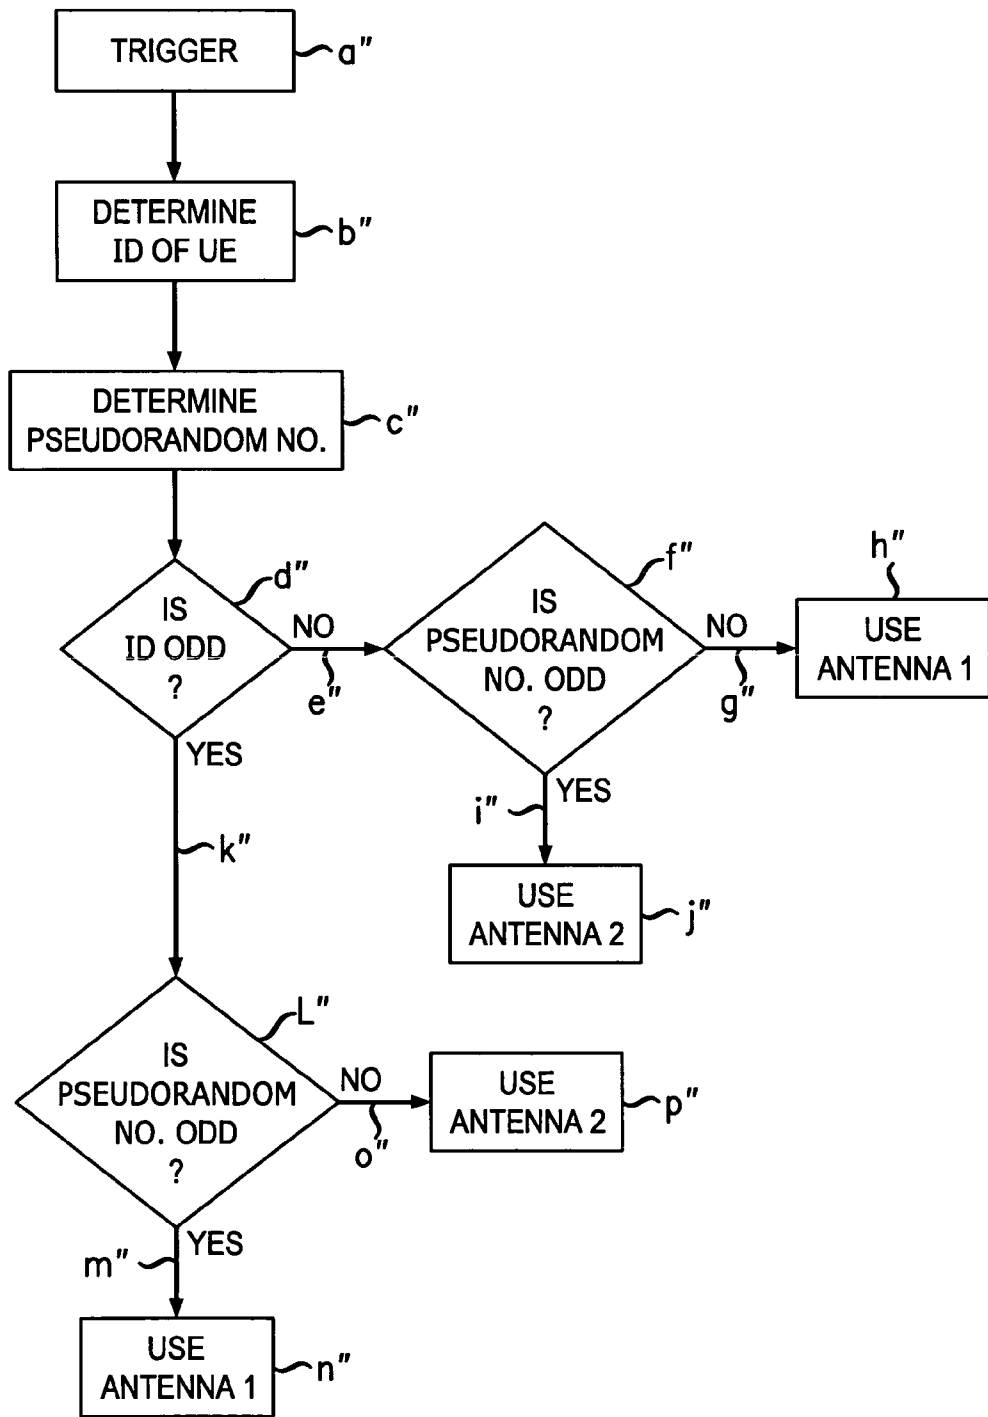 TRIGGER
a"
DETERMINE
ID OF UE
b"
DETERMINE
PSEUDORANDOM NO.
c"
IS
ID ODD
?
d"
NO
e"
IS
PSEUDORANDOM
NO. ODD
?
f"
NO
g"
h"
USE
ANTENNA 1
YES
i"
USE
ANTENNA 2
j"
YES
k"
IS
PSEUDORANDOM
NO. ODD
?
L"
NO
o"
USE
ANTENNA 2
p"
YES
m"
USE
ANTENNA 1
n"